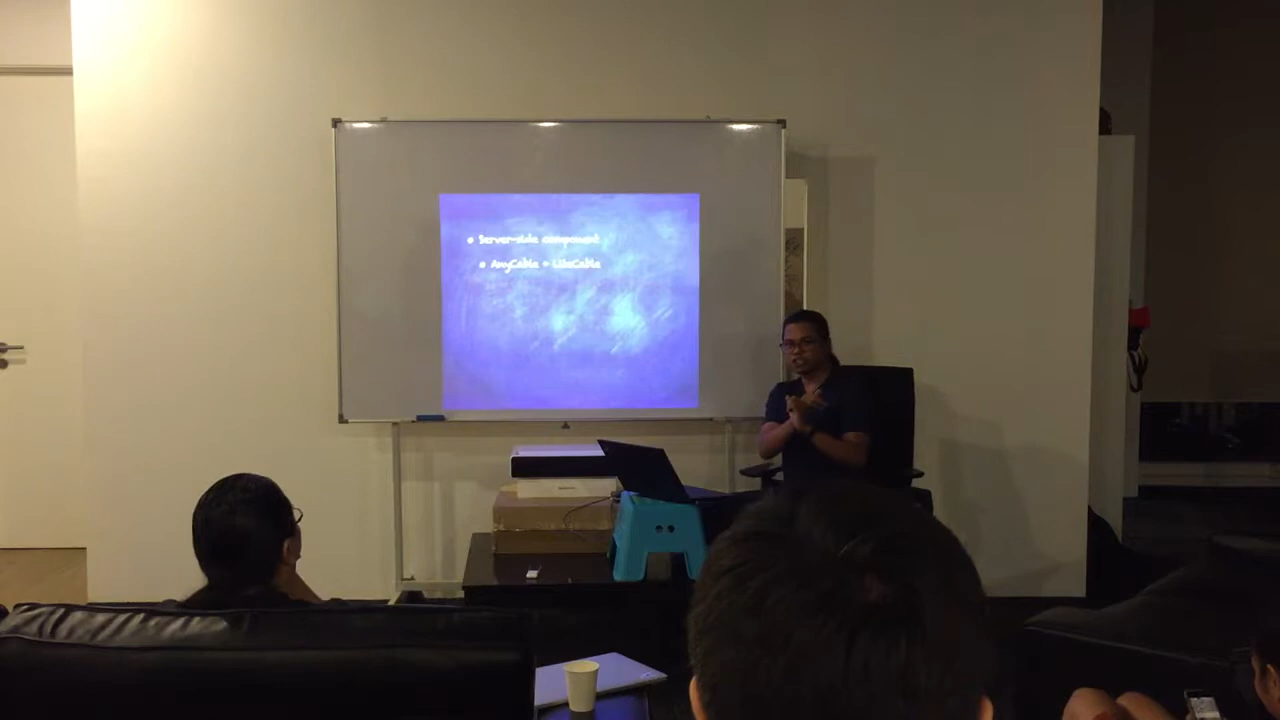 • Server-side component
• AnyCable + LiteCable